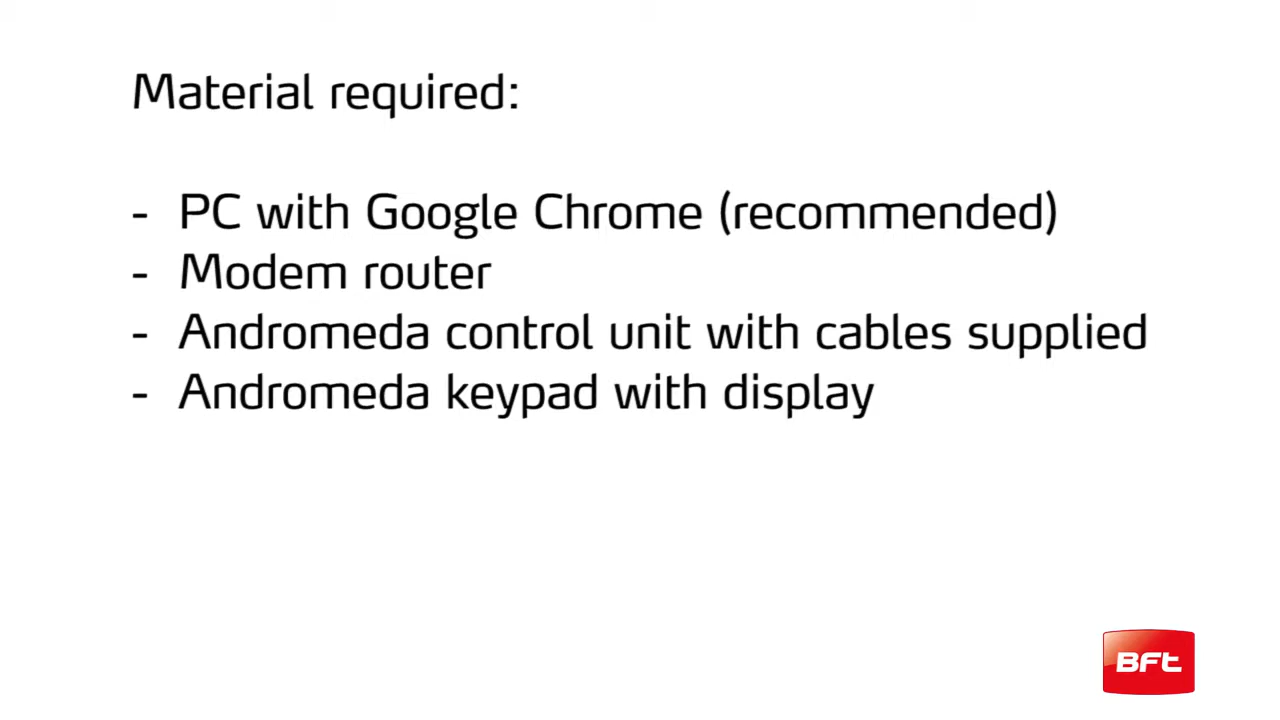 Material required:
- PC with Google Chrome (recommended)
- Modem router
- Andromeda control unit with cables supplied
- Andromeda keypad with display
BFt